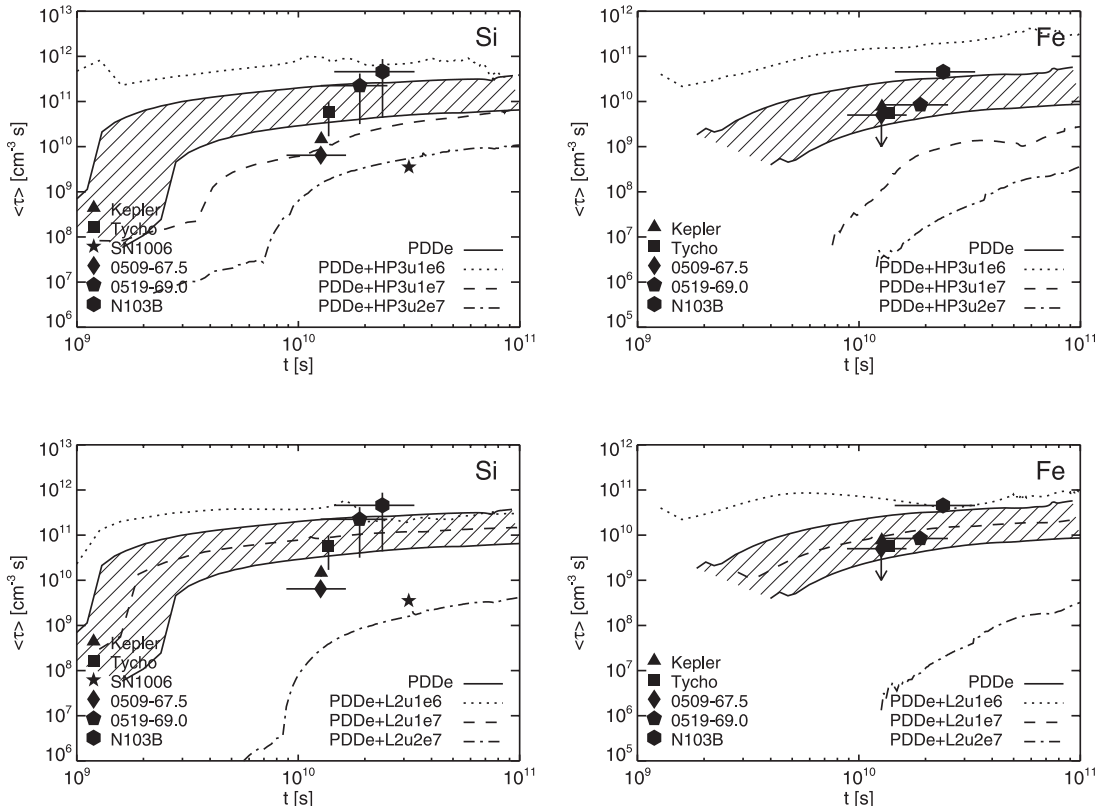 Si
10¹³
10¹²
10¹¹
10¹⁰
10⁹
10⁸
10⁷
10⁶
<τ> [cm⁻³ s]
Kepler
Tycho
SN1006
0509-67.5
0519-69.0
N103B
PDDe
PDDe+HP3u1e6
PDDe+HP3u1e7
PDDe+HP3u2e7
10⁹
10¹⁰
10¹¹
t [s]
Fe
10¹²
10¹¹
10¹⁰
10⁹
10⁸
10⁷
10⁶
10⁵
<τ> [cm⁻³ s]
Kepler
Tycho
0509-67.5
0519-69.0
N103B
PDDe
PDDe+HP3u1e6
PDDe+HP3u1e7
PDDe+HP3u2e7
10⁹
10¹⁰
10¹¹
t [s]
Si
10¹³
10¹²
10¹¹
10¹⁰
10⁹
10⁸
10⁷
10⁶
<τ> [cm⁻³ s]
Kepler
Tycho
SN1006
0509-67.5
0519-69.0
N103B
PDDe
PDDe+L2u1e6
PDDe+L2u1e7
PDDe+L2u2e7
10⁹
10¹⁰
10¹¹
t [s]
Fe
10¹²
10¹¹
10¹⁰
10⁹
10⁸
10⁷
10⁶
10⁵
<τ> [cm⁻³ s]
Kepler
Tycho
0509-67.5
0519-69.0
N103B
PDDe
PDDe+L2u1e6
PDDe+L2u1e7
PDDe+L2u2e7
10⁹
10¹⁰
10¹¹
t [s]